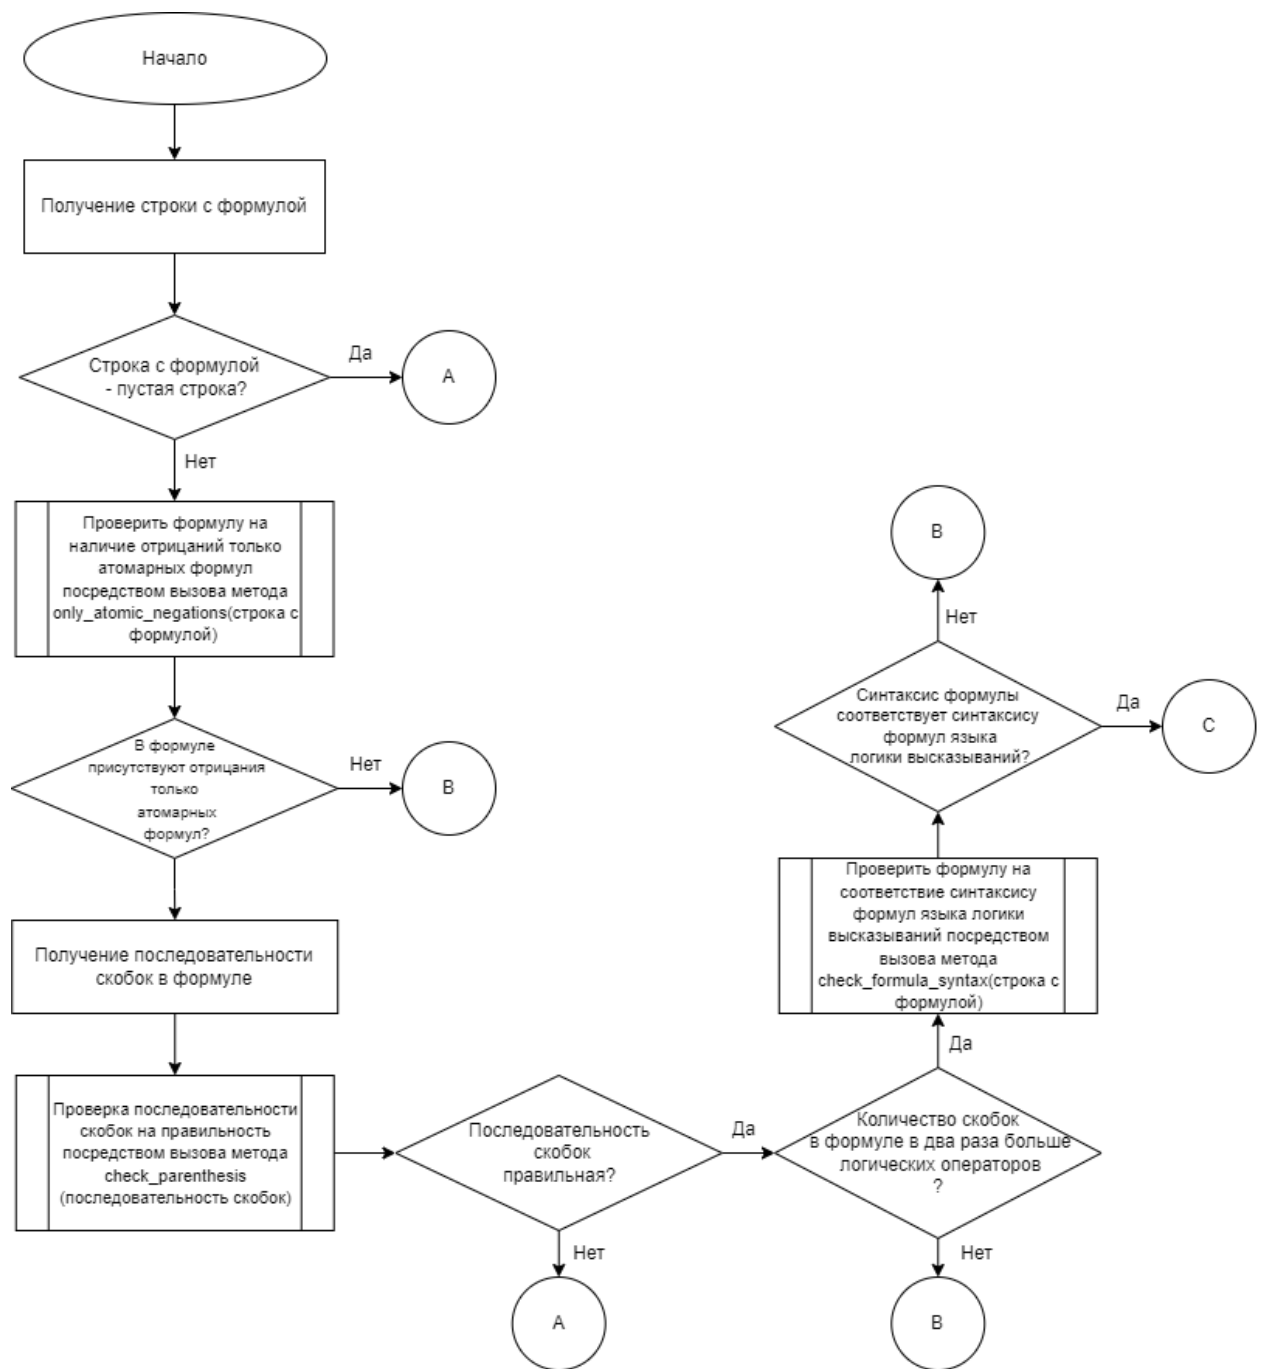 Начало
Получение строки с формулой
Строка с формулой
- пустая строка?
Да
A
Нет
Проверить формулу на
наличие отрицаний только
атомарных формул
посредством вызова метода
only_atomic_negations(строка с
формулой)
В формуле
присутствуют отрицания
только
атомарных
формул?
Нет
B
Получение последовательности
скобок в формуле
Проверка последовательности
скобок на правильность
посредством вызова метода
check_parenthesis
(последовательность скобок)
Последовательность
скобок
правильная?
Нет
A
Да
Количество скобок
в формуле в два раза больше
логических операторов
?
Нет
B
Да
Проверить формулу на
соответствие синтаксису
формул языка логики
высказываний посредством
вызова метода
check_formula_syntax(строка с
формулой)
Синтаксис формулы
соответствует синтаксису
формул языка
логики высказываний?
Да
C
Нет
B